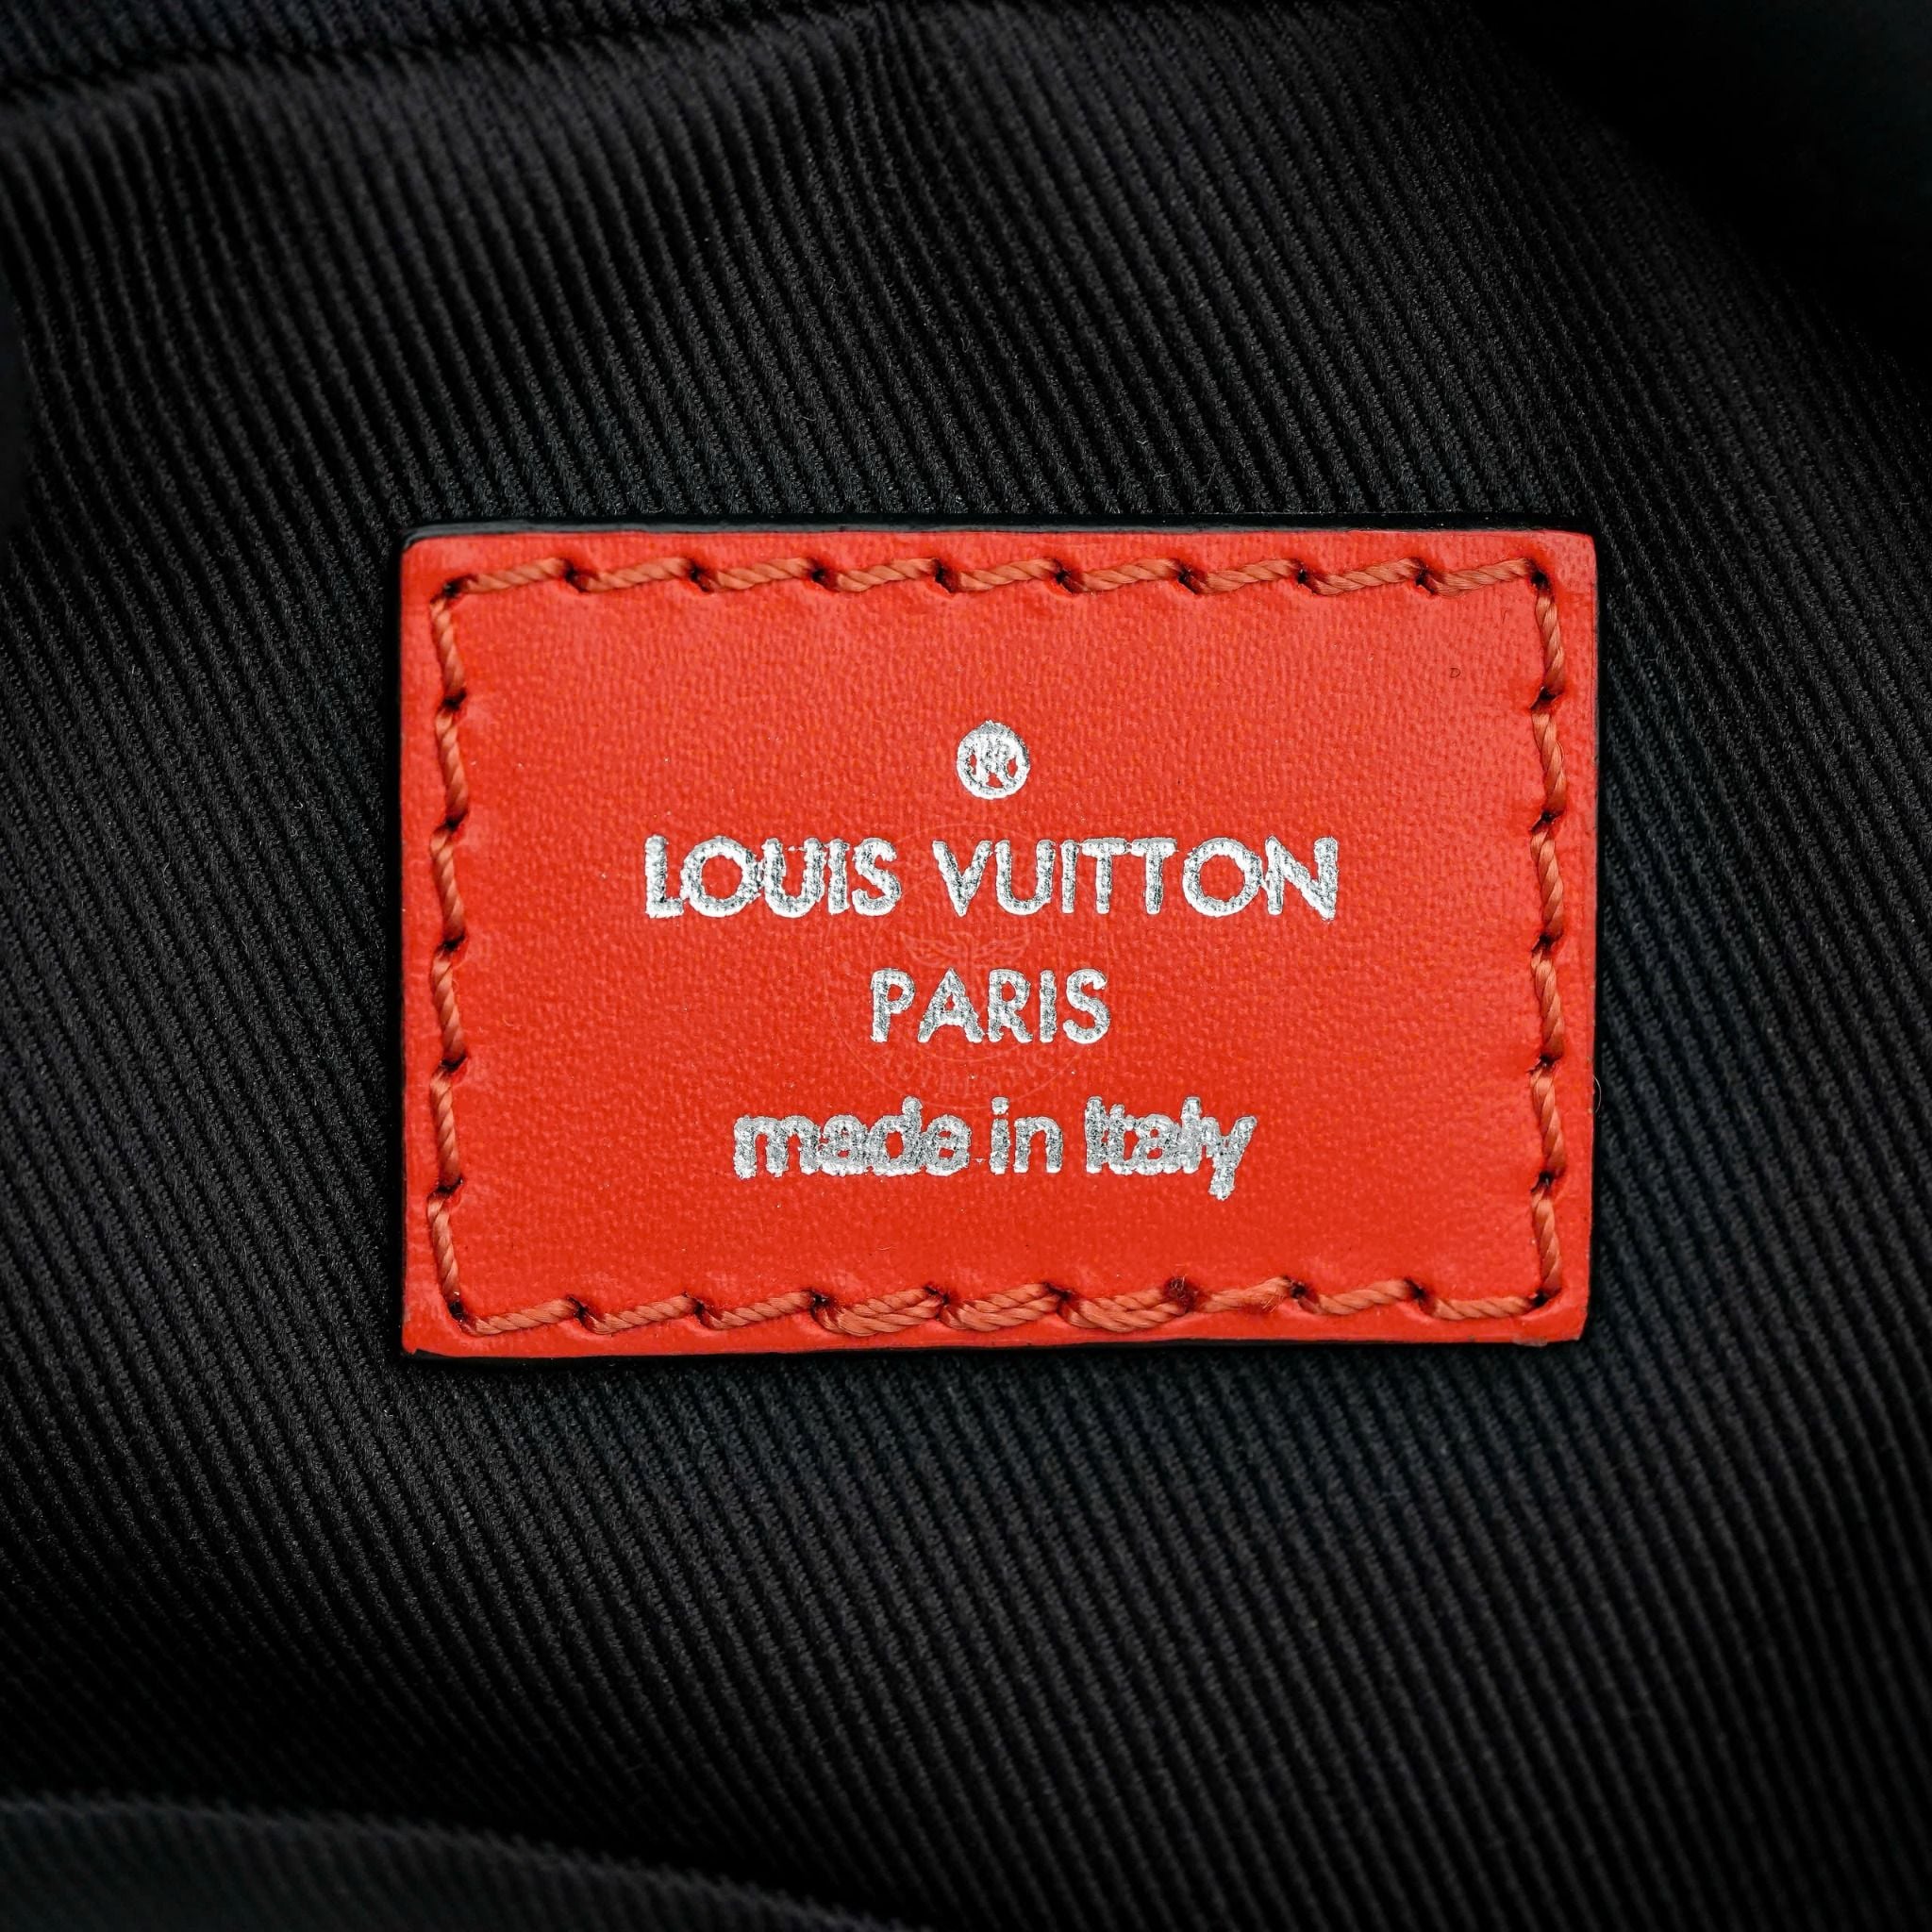 ®
LOUIS VUITTON
PARIS
made in Italy